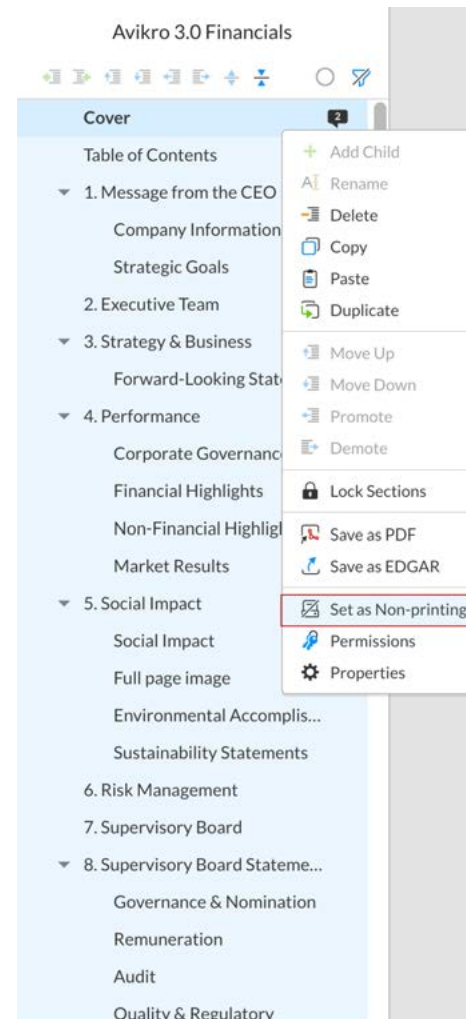 Avikro 3.0 Financials
Cover
2
Table of Contents
1. Message from the CEO
Company Information
Strategic Goals
2. Executive Team
3. Strategy & Business
Forward-Looking Stat
4. Performance
Corporate Governanc
Financial Highlights
Non-Financial Highlig
Market Results
5. Social Impact
Social Impact
Full page image
Environmental Accomplis...
Sustainability Statements
6. Risk Management
7. Supervisory Board
8. Supervisory Board Stateme...
Governance & Nomination
Remuneration
Audit
Quality & Regulatory
Add Child
Rename
Delete
Copy
Paste
Duplicate
Move Up
Move Down
Promote
Demote
Lock Sections
Save as PDF
Save as EDGAR
Set as Non-printing
Permissions
Properties